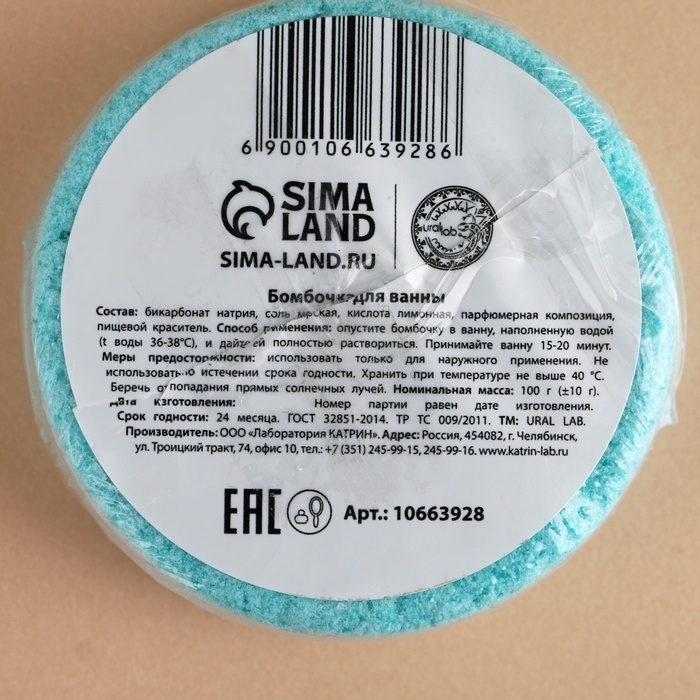 6 900106 639286
SIMA
LAND
SIMA-LAND.RU
ural lab
Бомбочка для ванны
Состав: бикарбонат натрия, соль морская, кислота лимонная, парфюмерная композиция,
пищевой краситель. Способ применения: опустите бомбочку в ванну, наполненную водой
(t воды 36-38°C), и дайте ей полностью раствориться. Принимайте ванну 15-20 минут.
Меры предосторожности: использовать только для наружного применения. Не
использовать по истечении срока годности. Хранить при температуре не выше 40 °C.
Беречь от попадания прямых солнечных лучей. Номинальная масса: 100 г (±10 г).
Дата изготовления: Номер партии равен дате изготовления.
Срок годности: 24 месяца. ГОСТ 32851-2014. ТР ТС 009/2011. ТМ: URAL LAB.
Производитель: ООО «Лаборатория КАТРИН». Адрес: Россия, 454082, г. Челябинск,
ул. Троицкий тракт, 74, офис 10, тел.: +7 (351) 245-99-15, 245-99-16. www.katrin-lab.ru
EAC
Арт.: 10663928